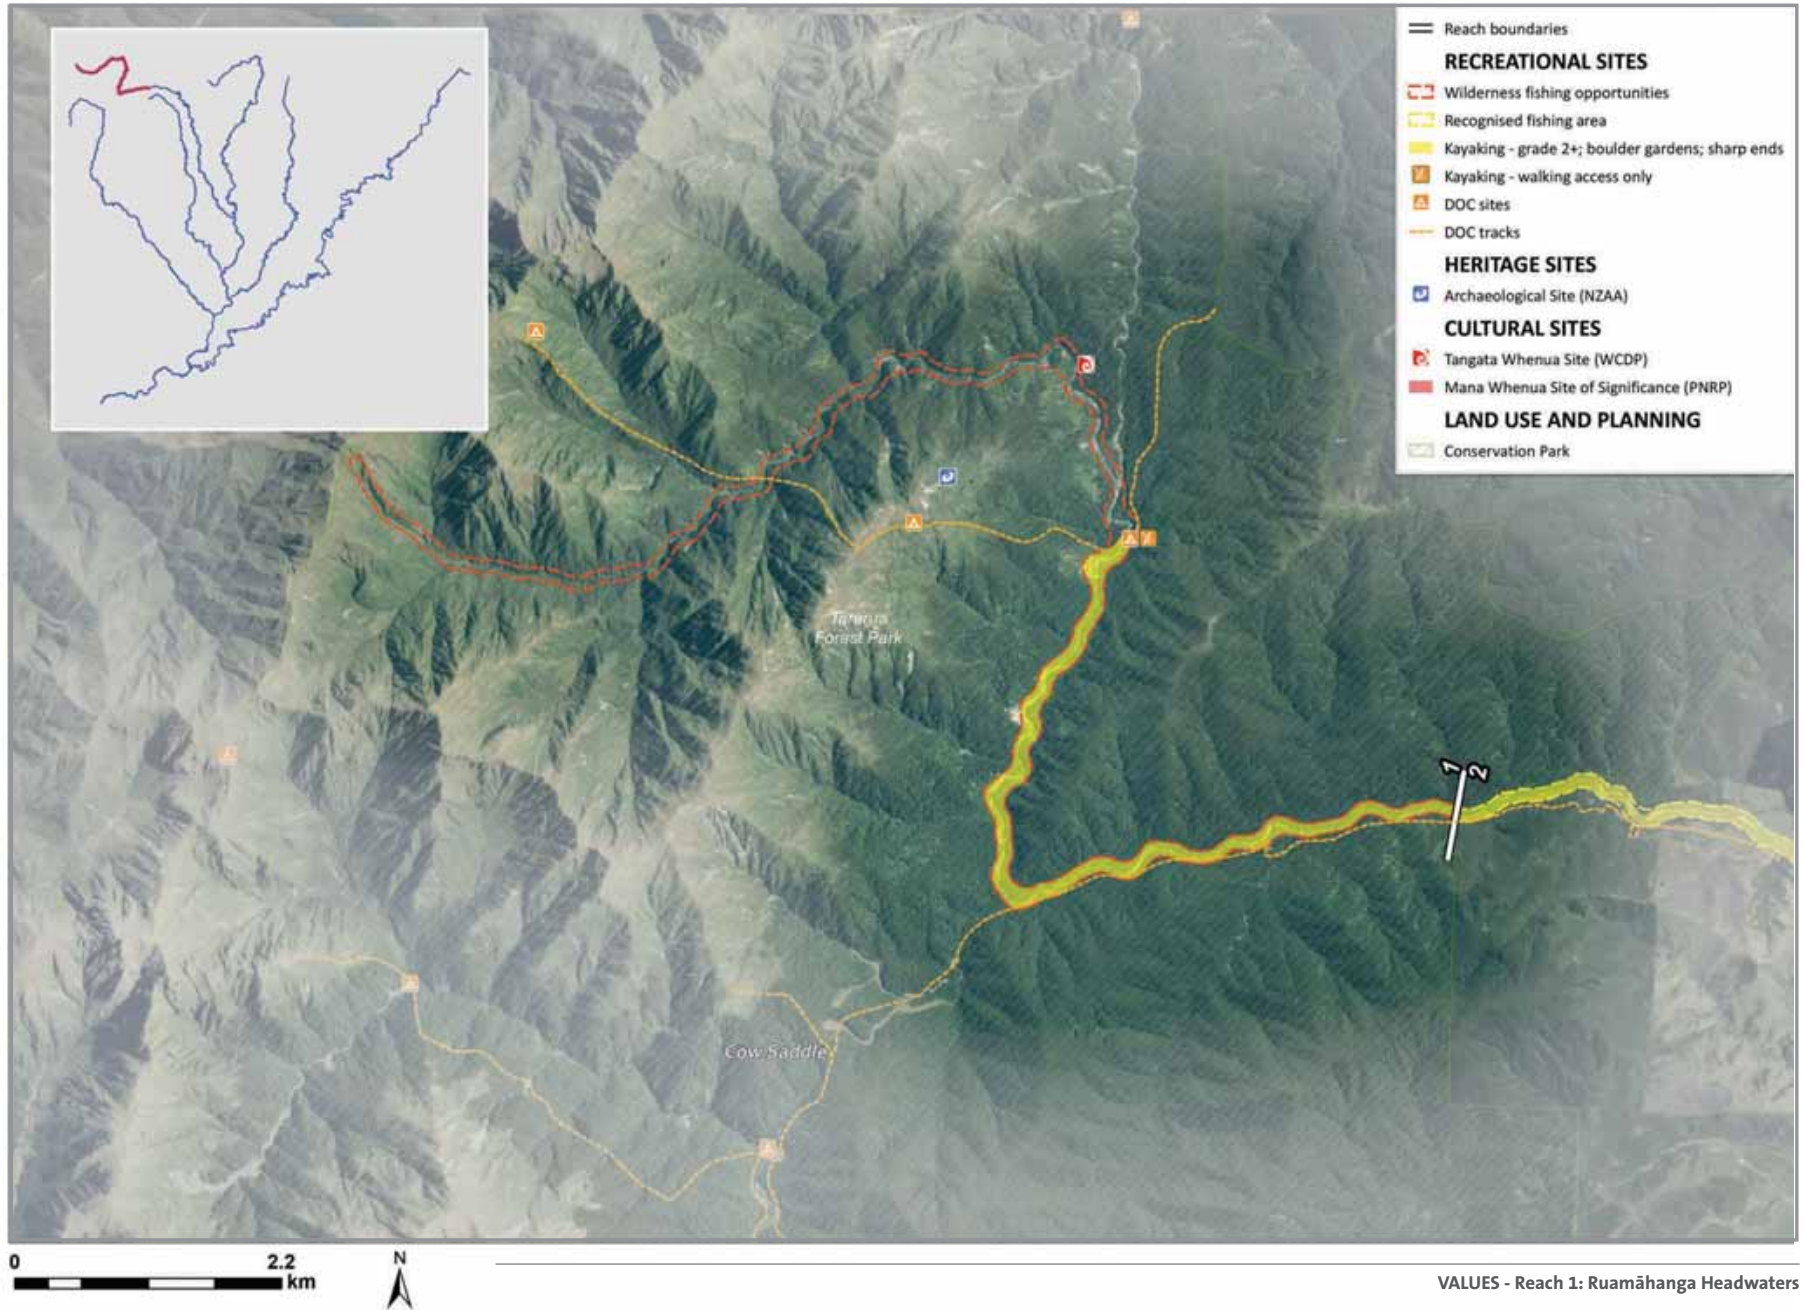 Reach boundaries
RECREATIONAL SITES
Wilderness fishing opportunities
Recognised fishing area
Kayaking - grade 2+; boulder gardens; sharp ends
Kayaking - walking access only
DOC sites
DOC tracks
HERITAGE SITES
Archaeological Site (NZAA)
CULTURAL SITES
Tangata Whenua Site (WCDP)
Mana Whenua Site of Significance (PNRP)
LAND USE AND PLANNING
Conservation Park
Tararua
Forest Park
1 2
Cow Saddle
0 2.2
km
N
VALUES - Reach 1: Ruamāhanga Headwaters